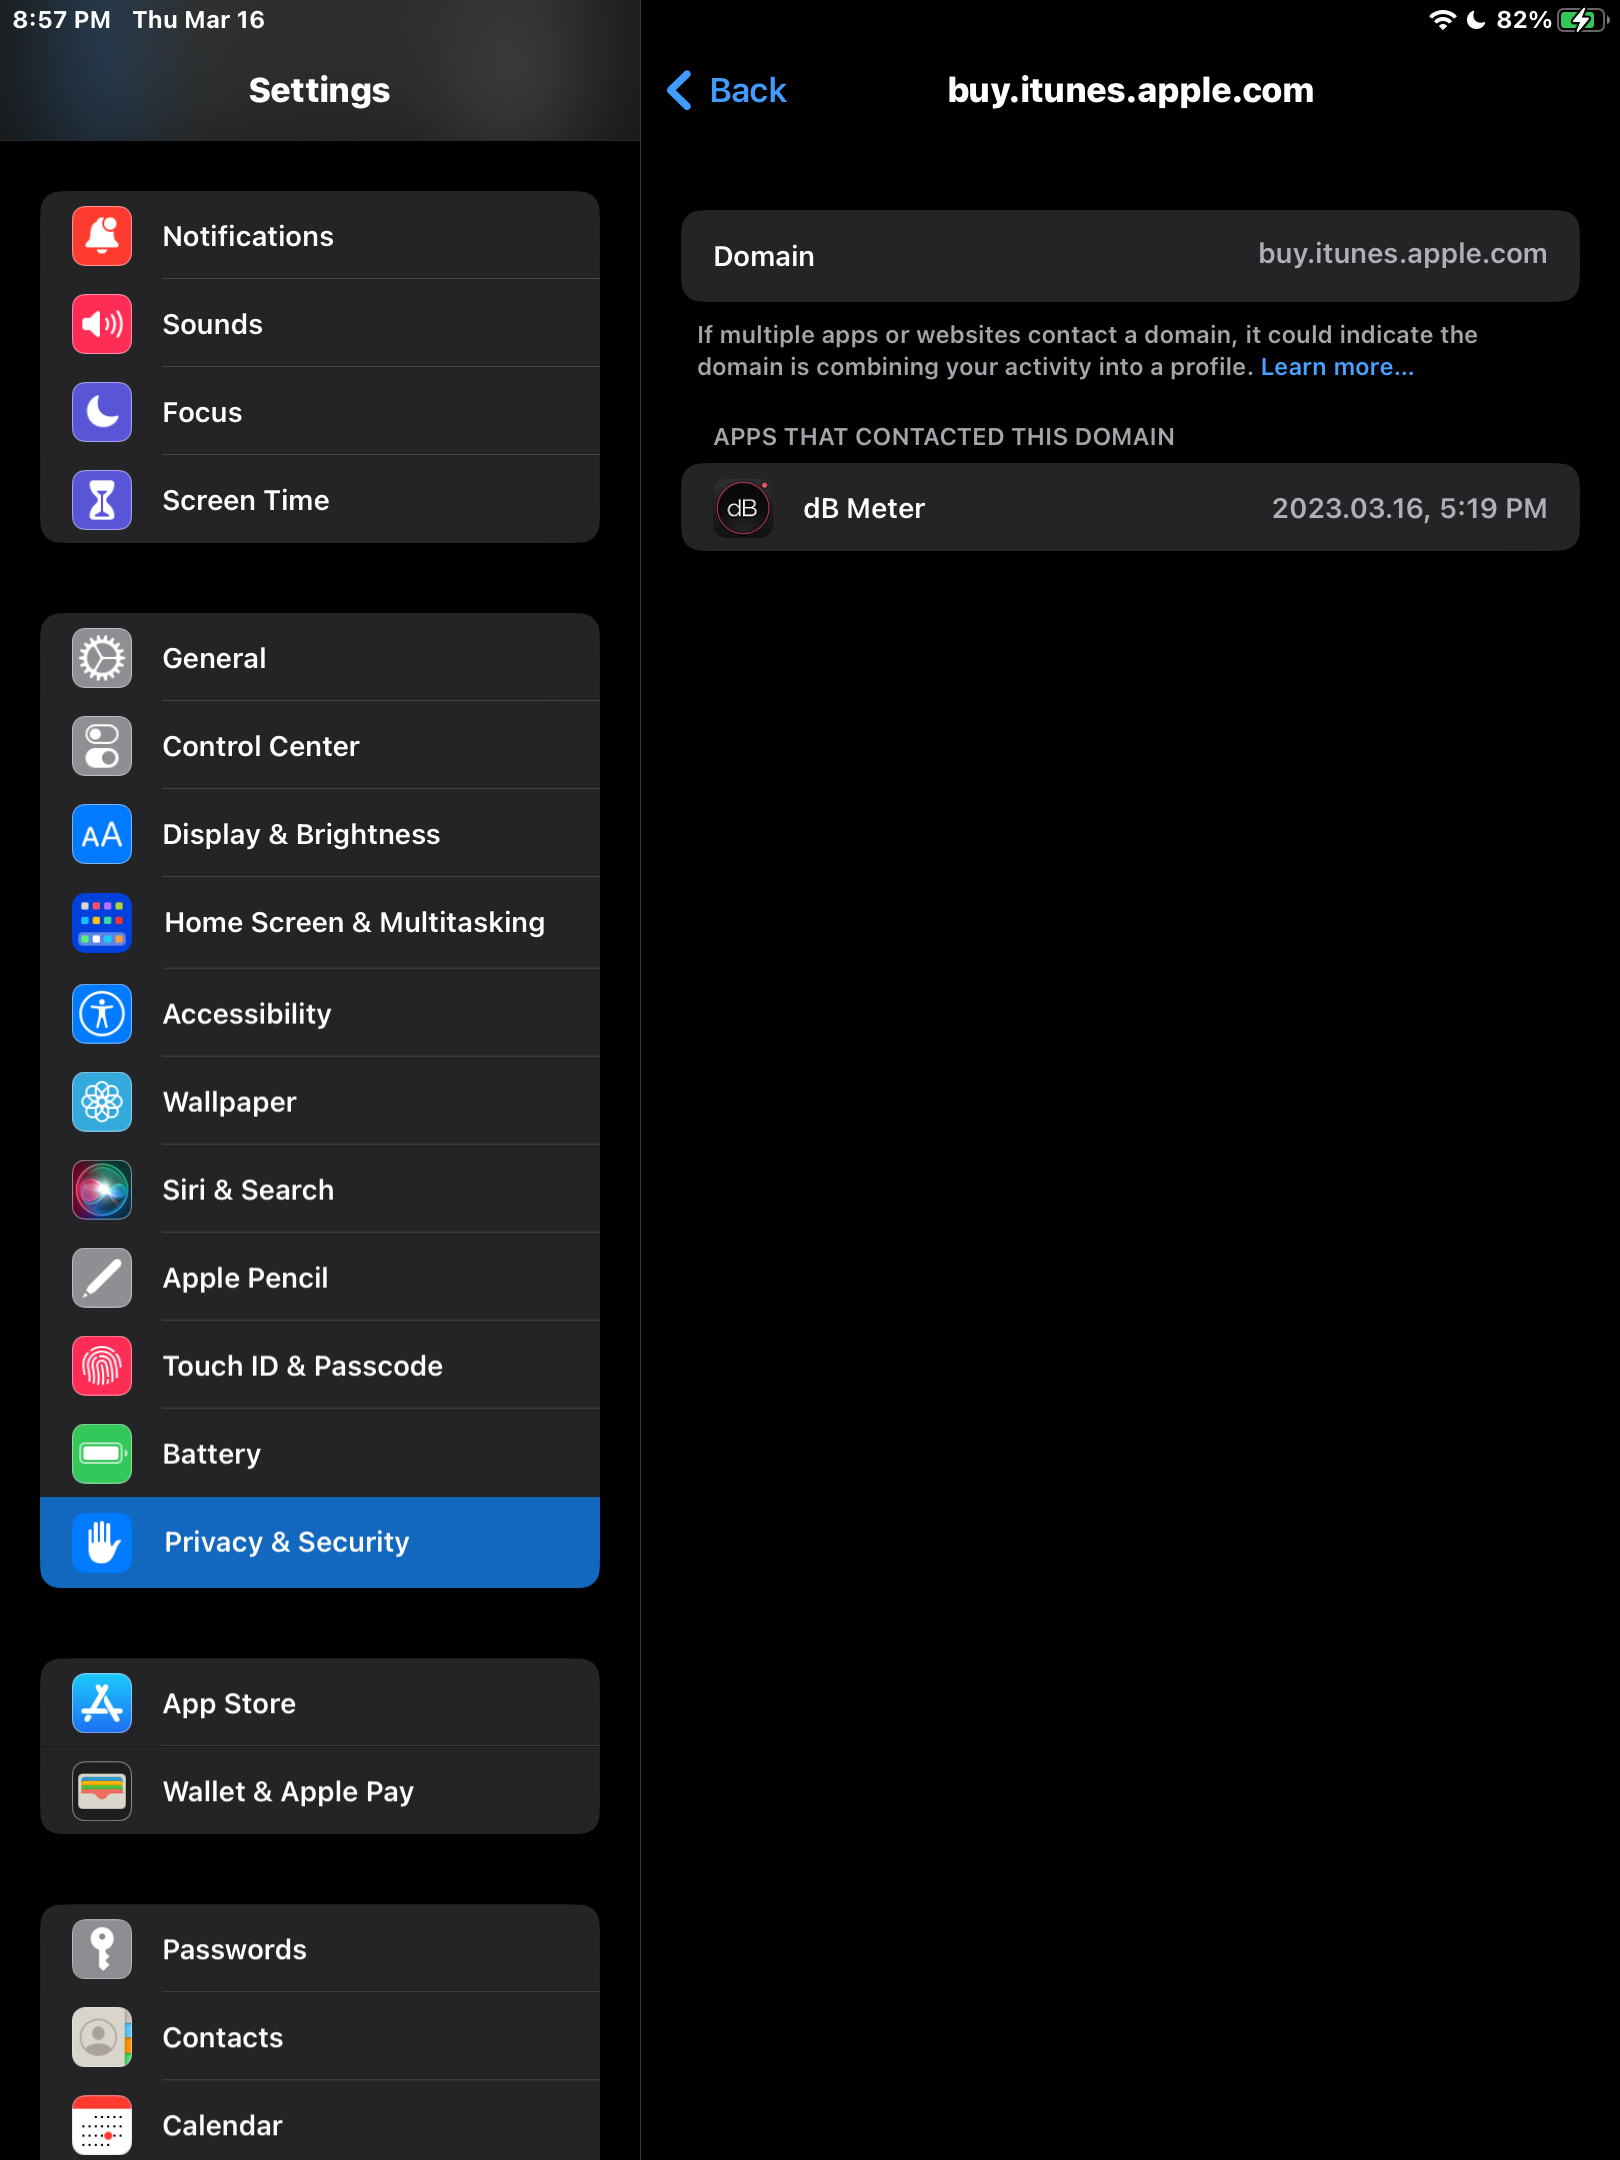 8:57 PM Thu Mar 16
82%
Settings
Notifications
Sounds
Focus
Screen Time
General
Control Center
AA
Display & Brightness
Home Screen & Multitasking
Accessibility
Wallpaper
Siri & Search
Apple Pencil
Touch ID & Passcode
Battery
Privacy & Security
App Store
Wallet & Apple Pay
Passwords
Contacts
Calendar
Back
buy.itunes.apple.com
Domain buy.itunes.apple.com
If multiple apps or websites contact a domain, it could indicate the
domain is combining your activity into a profile. Learn more...
APPS THAT CONTACTED THIS DOMAIN
dB
dB Meter 2023.03.16, 5:19 PM